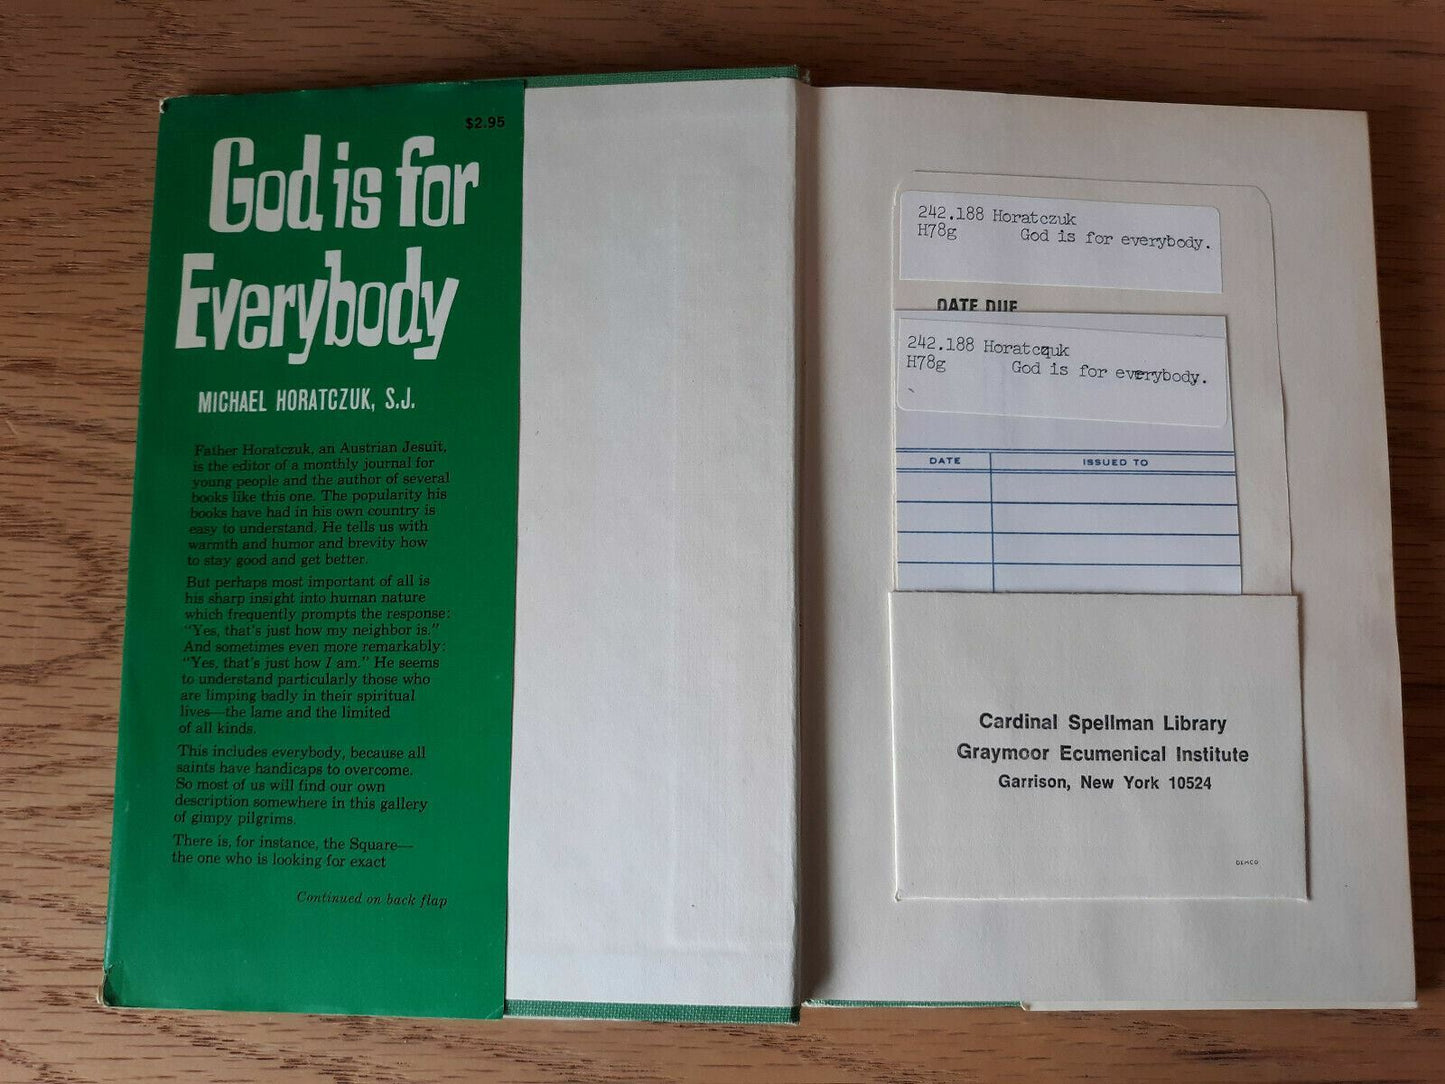 $2.95
God is for
Everybody
MICHAEL HORATCZUK, S.J.
Father Horatczuk, an Austrian Jesuit,
is the editor of a monthly journal for
young people and the author of several
books like this one. The popularity his
books have had in his own country is
easy to understand. He tells us with
warmth and humor and brevity how
to stay good and get better.
But perhaps most important of all is
his sharp insight into human nature
which frequently prompts the response:
"Yes, that's just how my neighbor is."
And sometimes even more remarkably:
"Yes, that's just how I am." He seems
to understand particularly those who
are limping badly in their spiritual
lives—the lame and the limited
of all kinds.
This includes everybody, because all
saints have handicaps to overcome.
So most of us will find our own
description somewhere in this gallery
of gimpy pilgrims.
There is, for instance, the Square—
the one who is looking for exact
Continued on back flap
242.188 Horatczuk
H78g God is for everybody.
DATE DUE
242.188 Horatczuk
H78g God is for everybody.
DATE ISSUED TO
Cardinal Spellman Library
Graymoor Ecumenical Institute
Garrison, New York 10524
DEMCO